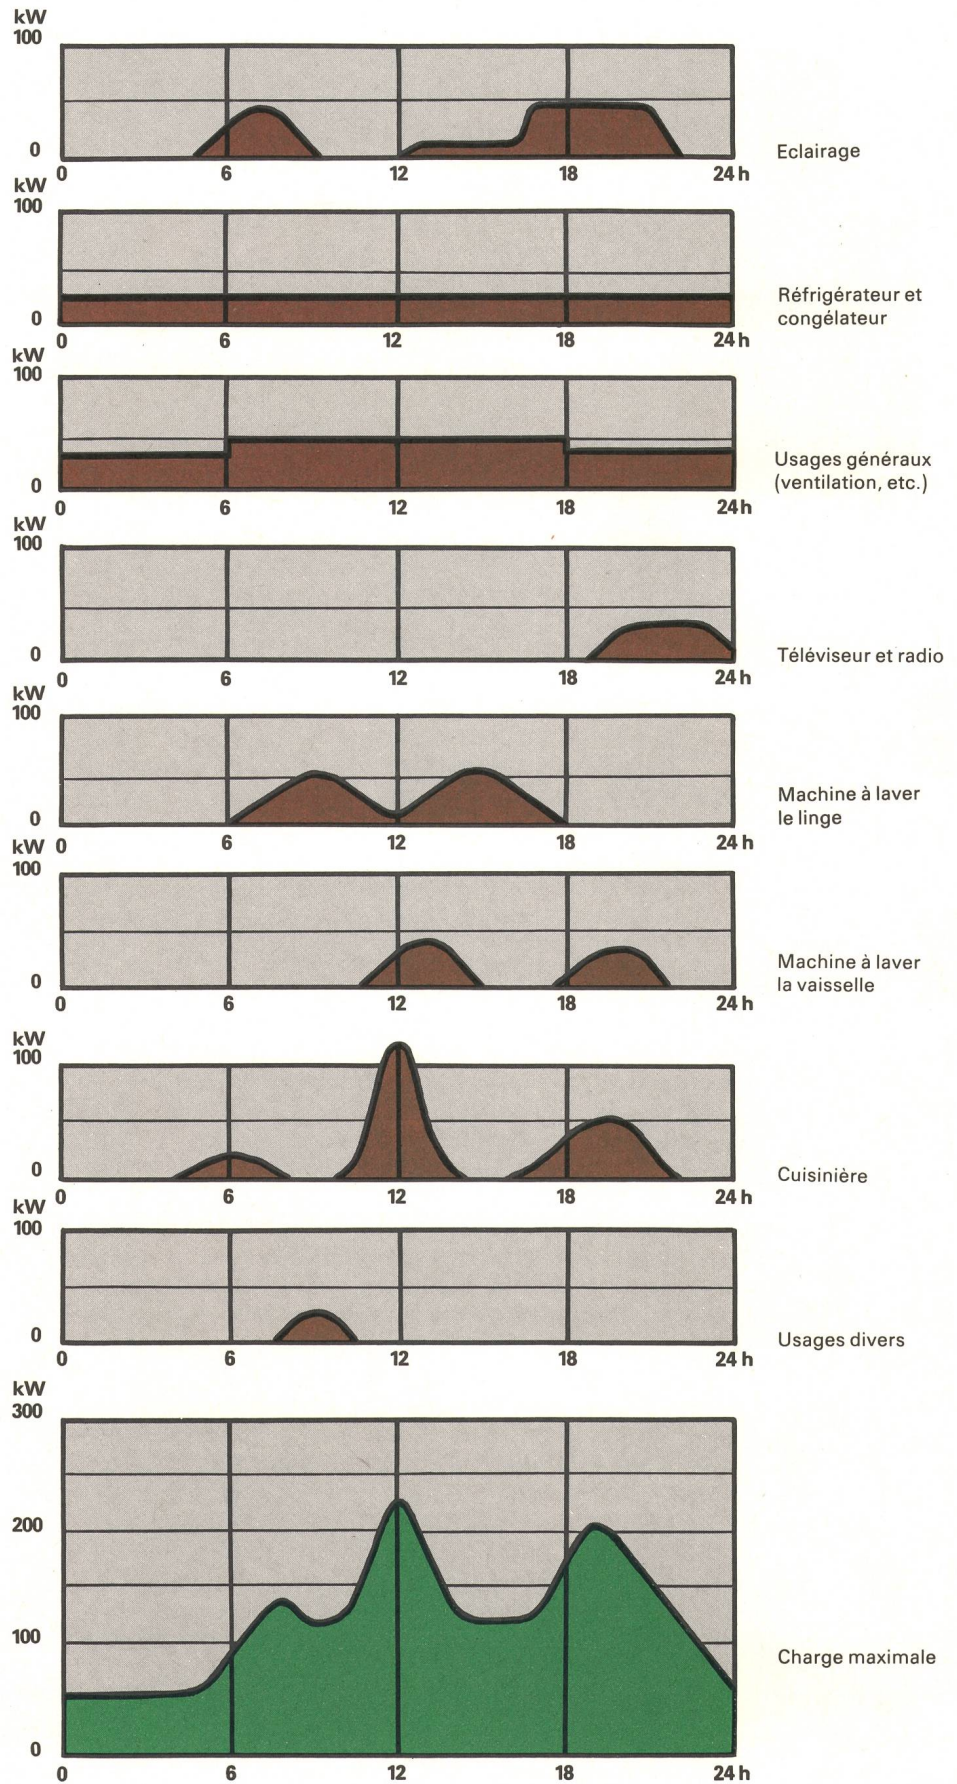 kW
100
0
0 6 12 18 24 h
Eclairage
kW
100
0
0 6 12 18 24 h
Réfrigérateur et
congélateur
kW
100
0
0 6 12 18 24 h
Usages généraux
(ventilation, etc.)
kW
100
0
0 6 12 18 24 h
Téléviseur et radio
kW
100
0
0 6 12 18 24 h
Machine à laver
le linge
kW
100
0
0 6 12 18 24 h
Machine à laver
la vaisselle
kW
100
0
0 6 12 18 24 h
Cuisinière
kW
100
0
0 6 12 18 24 h
Usages divers
kW
300
200
100
0
0 6 12 18 24 h
Charge maximale